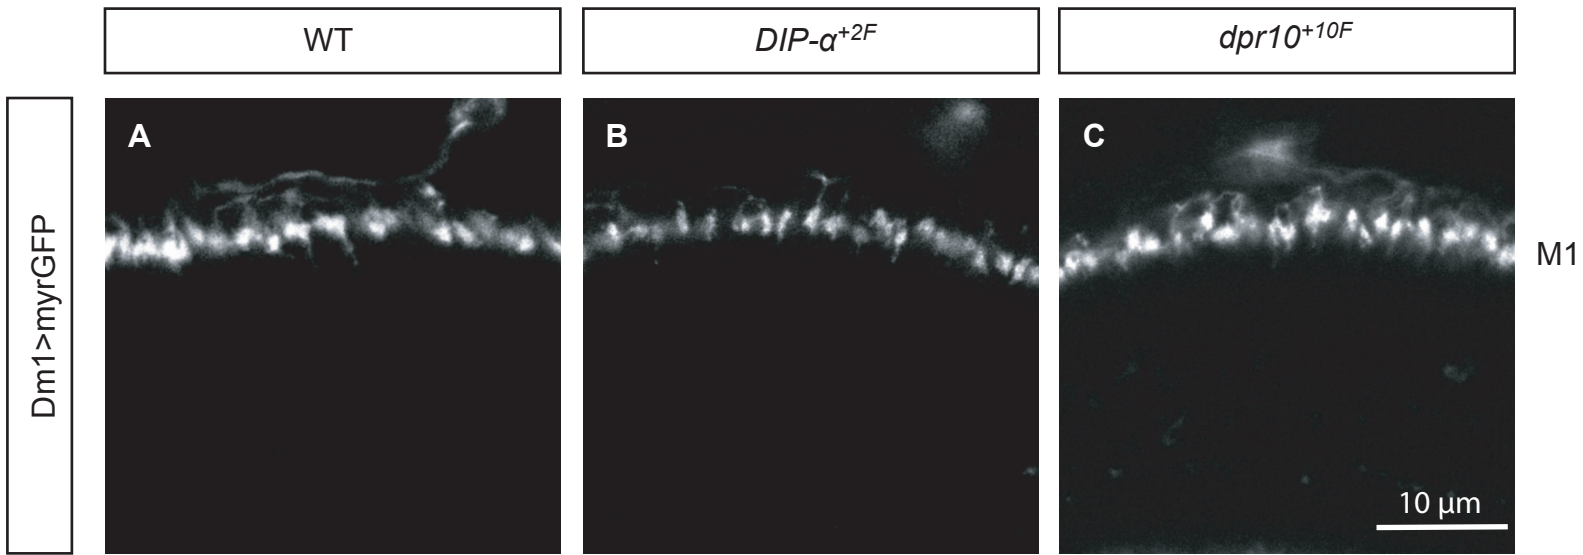 WT
DIP-α+2F
dpr10+10F
Dm1>myrGFP
A
B
C
M1
10 μm